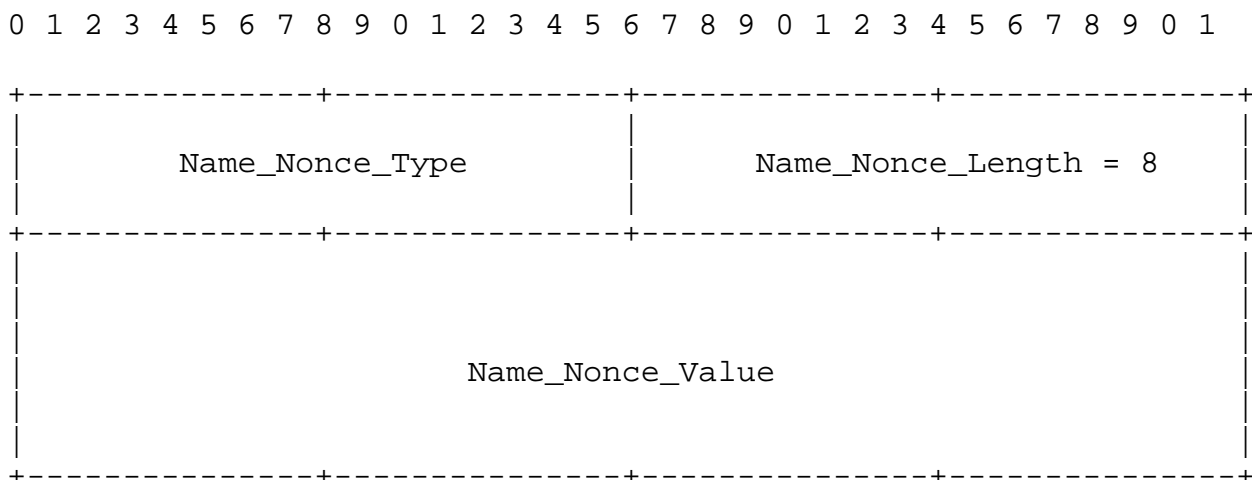 0 1 2 3 4 5 6 7 8 9 0 1 2 3 4 5 6 7 8 9 0 1 2 3 4 5 6 7 8 9 0 1
Name_Nonce_Type Name_Nonce_Length = 8
Name_Nonce_Value